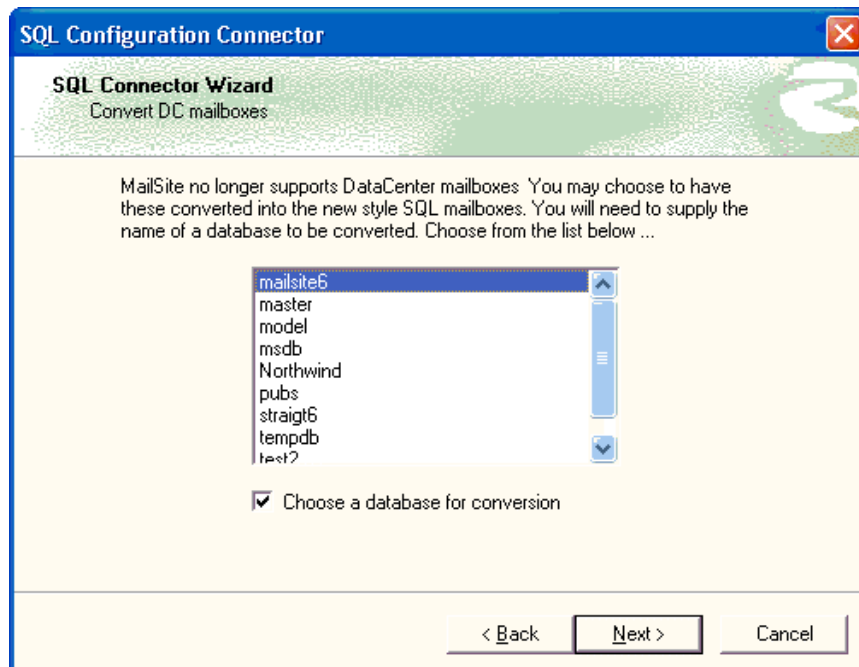 SQL Configuration Connector
SQL Connector Wizard
Convert DC mailboxes
MailSite no longer supports DataCenter mailboxes You may choose to have
these converted into the new style SQL mailboxes. You will need to supply the
name of a database to be converted. Choose from the list below ...
mailsite6
master
model
msdb
Northwind
pubs
straigt6
tempdb
test2
Choose a database for conversion
< Back
Next >
Cancel